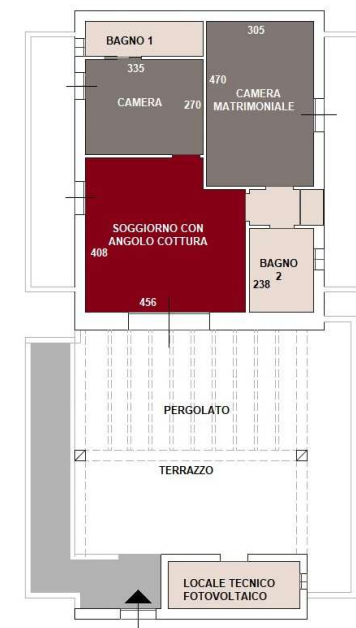 BAGNO 1
305
335
470
CAMERA
270
CAMERA
MATRIMONIALE
SOGGIORNO CON
ANGOLO COTTURA
408
BAGNO
2
238
456
PERGOLATO
TERRAZZO
LOCALE TECNICO
FOTOVOLTAICO